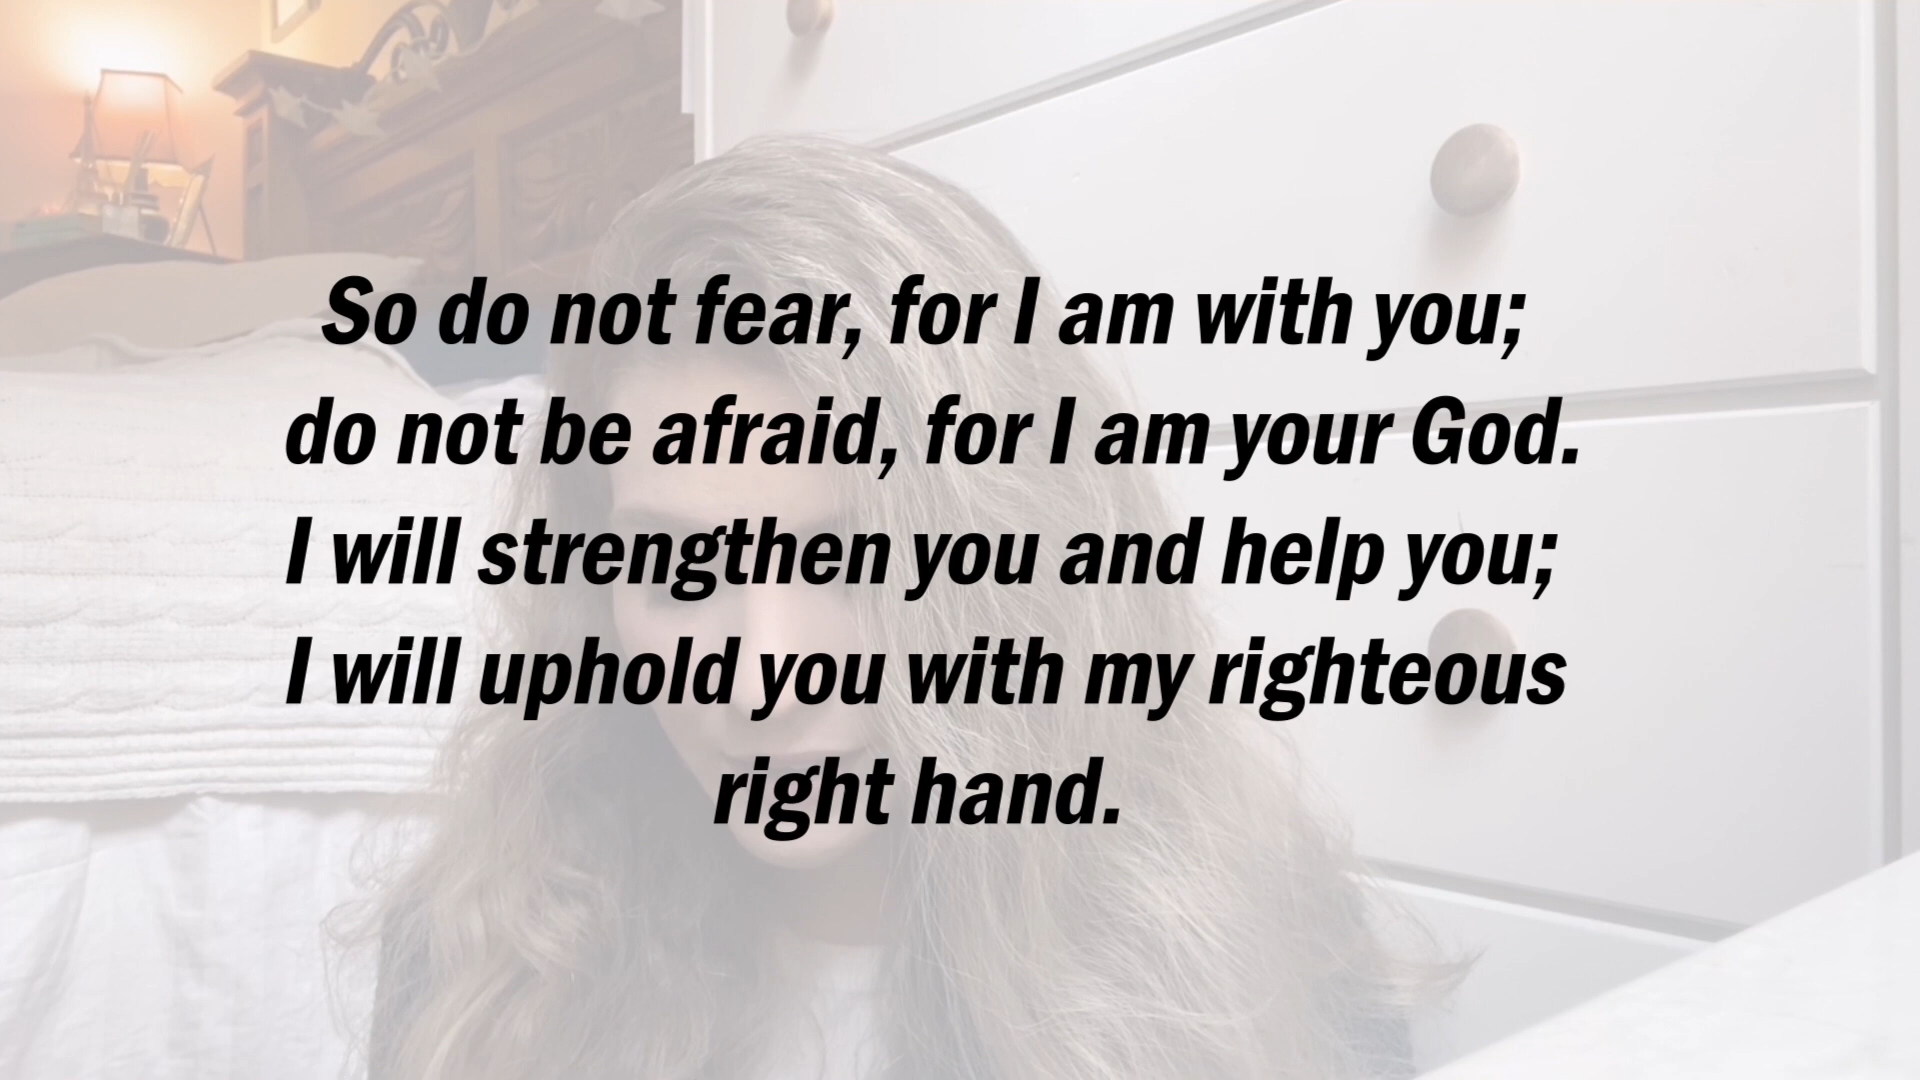 So do not fear, for I am with you;
do not be afraid, for I am your God.
I will strengthen you and help you;
I will uphold you with my righteous
right hand.